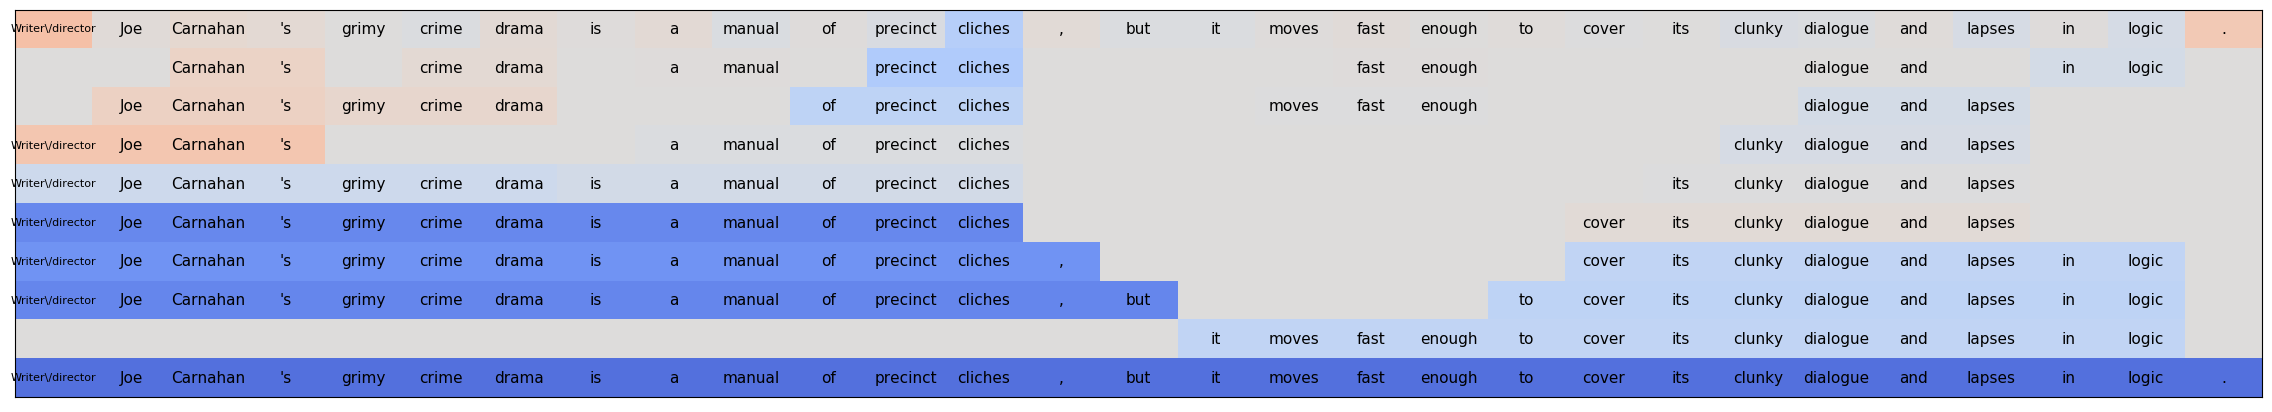 Writer\/director Joe Carnahan 's grimy crime drama is a manual of precinct cliches , but it moves fast enough to cover its clunky dialogue and lapses in logic .
Carnahan 's crime drama a manual precinct cliches fast enough dialogue and in logic
Joe Carnahan 's grimy crime drama of precinct cliches moves fast enough dialogue and lapses
Writer\/director Joe Carnahan 's a manual of precinct cliches clunky dialogue and lapses
Writer\/director Joe Carnahan 's grimy crime drama is a manual of precinct cliches its clunky dialogue and lapses
Writer\/director Joe Carnahan 's grimy crime drama is a manual of precinct cliches cover its clunky dialogue and lapses
Writer\/director Joe Carnahan 's grimy crime drama is a manual of precinct cliches , cover its clunky dialogue and lapses in logic
Writer\/director Joe Carnahan 's grimy crime drama is a manual of precinct cliches , but to cover its clunky dialogue and lapses in logic
it moves fast enough to cover its clunky dialogue and lapses in logic
Writer\/director Joe Carnahan 's grimy crime drama is a manual of precinct cliches , but it moves fast enough to cover its clunky dialogue and lapses in logic .